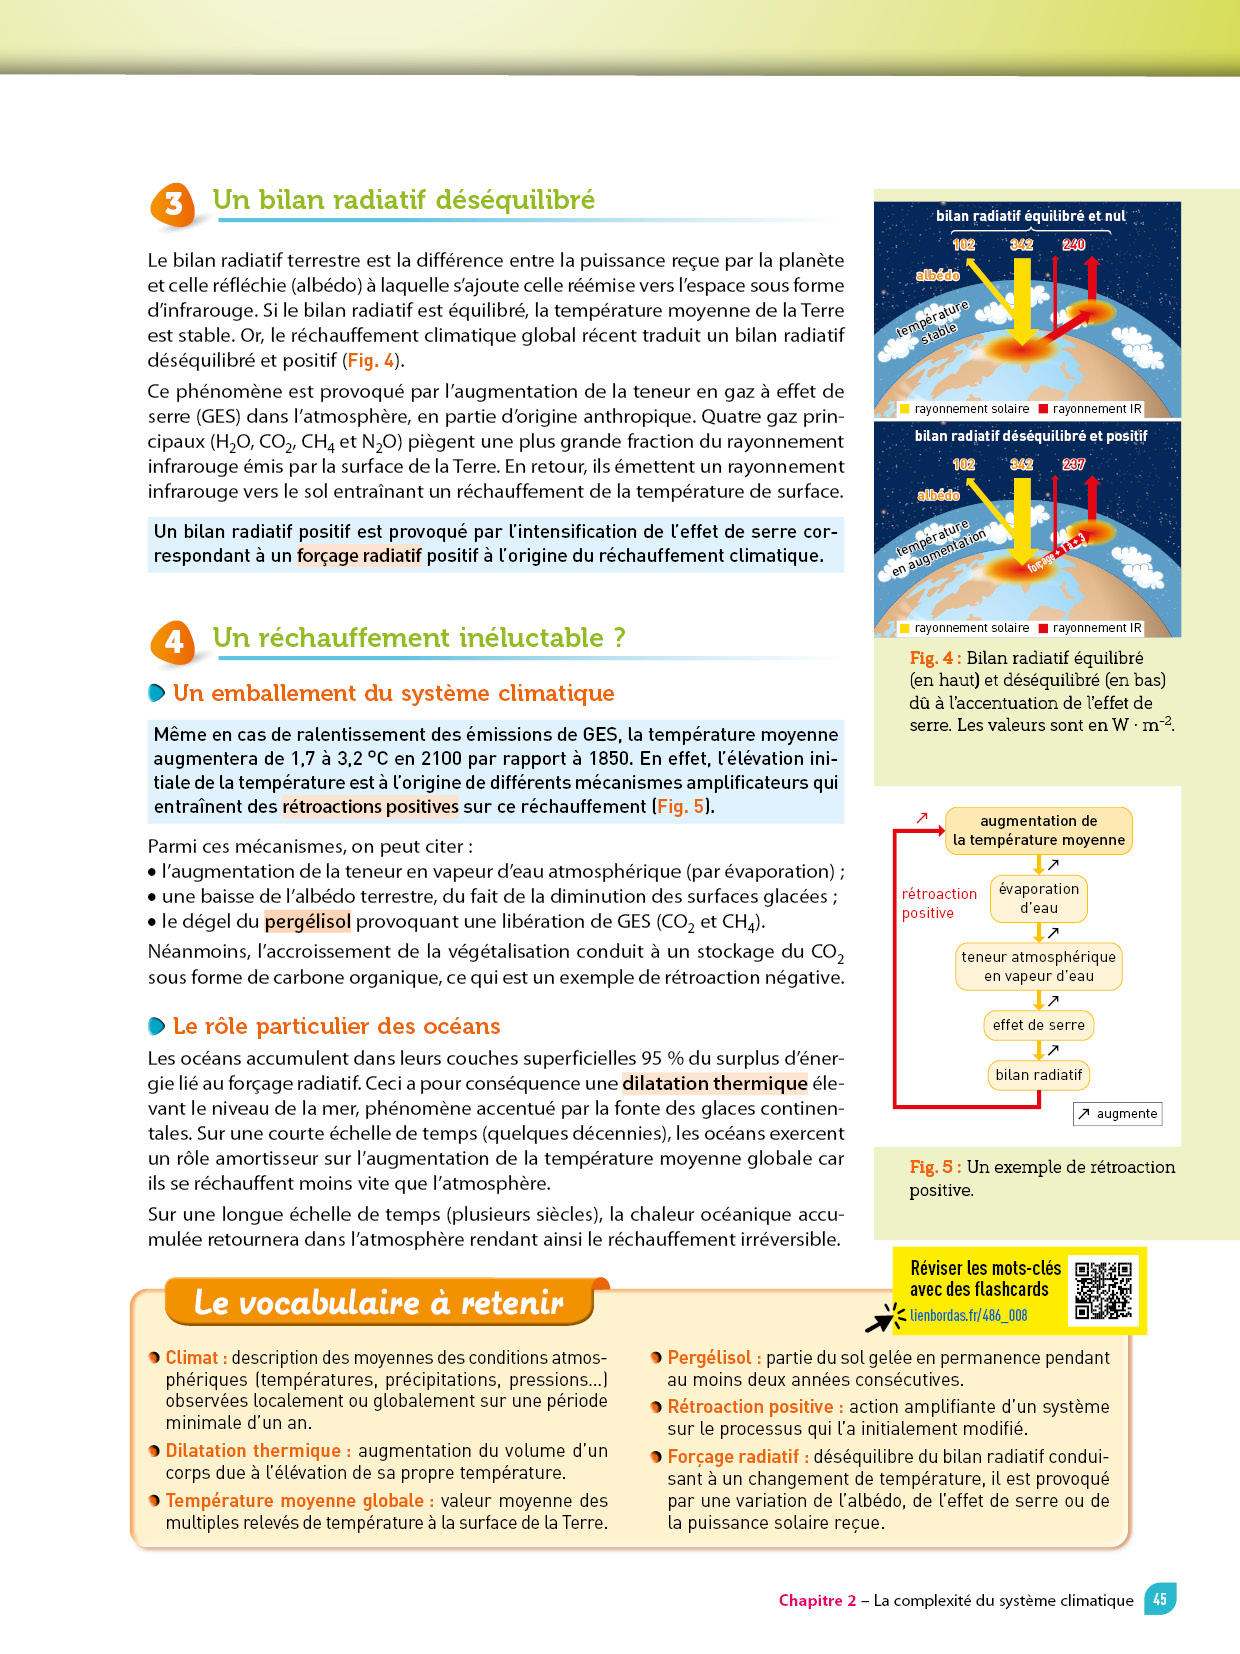 3 Un bilan radiatif déséquilibré
Le bilan radiatif terrestre est la différence entre la puissance reçue par la planète
et celle réfléchie (albédo) à laquelle s’ajoute celle réémise vers l’espace sous forme
d’infrarouge. Si le bilan radiatif est équilibré, la température moyenne de la Terre
est stable. Or, le réchauffement climatique global récent traduit un bilan radiatif
déséquilibré et positif (Fig. 4).
Ce phénomène est provoqué par l’augmentation de la teneur en gaz à effet de
serre (GES) dans l’atmosphère, en partie d’origine anthropique. Quatre gaz prin-
cipaux (H₂O, CO₂, CH₄ et N₂O) piègent une plus grande fraction du rayonnement
infrarouge émis par la surface de la Terre. En retour, ils émettent un rayonnement
infrarouge vers le sol entraînant un réchauffement de la température de surface.
Un bilan radiatif positif est provoqué par l’intensification de l’effet de serre cor-
respondant à un forçage radiatif positif à l’origine du réchauffement climatique.
4 Un réchauffement inéluctable ?
Un emballement du système climatique
Même en cas de ralentissement des émissions de GES, la température moyenne
augmentera de 1,7 à 3,2 °C en 2100 par rapport à 1850. En effet, l’élévation ini-
tiale de la température est à l’origine de différents mécanismes amplificateurs qui
entraînent des rétroactions positives sur ce réchauffement (Fig. 5).
Parmi ces mécanismes, on peut citer :
• l’augmentation de la teneur en vapeur d’eau atmosphérique (par évaporation) ;
• une baisse de l’albédo terrestre, du fait de la diminution des surfaces glacées ;
• le dégel du pergélisol provoquant une libération de GES (CO₂ et CH₄).
Néanmoins, l’accroissement de la végétalisation conduit à un stockage du CO₂
sous forme de carbone organique, ce qui est un exemple de rétroaction négative.
Le rôle particulier des océans
Les océans accumulent dans leurs couches superficielles 95 % du surplus d’éner-
gie lié au forçage radiatif. Ceci a pour conséquence une dilatation thermique éle-
vant le niveau de la mer, phénomène accentué par la fonte des glaces continen-
tales. Sur une courte échelle de temps (quelques décennies), les océans exercent
un rôle amortisseur sur l’augmentation de la température moyenne globale car
ils se réchauffent moins vite que l’atmosphère.
Sur une longue échelle de temps (plusieurs siècles), la chaleur océanique accu-
mulée retournera dans l’atmosphère rendant ainsi le réchauffement irréversible.
bilan radiatif équilibré et nul
102 342 240
albédo
température
stable
rayonnement solaire rayonnement IR
bilan radiatif déséquilibré et positif
102 342 237
albédo
température
en augmentation
forçage + 1 à + 3
rayonnement solaire rayonnement IR
Fig. 4 : Bilan radiatif équilibré
(en haut) et déséquilibré (en bas)
dû à l’accentuation de l’effet de
serre. Les valeurs sont en W · m⁻².
↗
augmentation de
la température moyenne
↗
rétroaction
positive
évaporation
d’eau
↗
teneur atmosphérique
en vapeur d’eau
↗
effet de serre
↗
bilan radiatif
↗ augmente
Fig. 5 : Un exemple de rétroaction
positive.
Réviser les mots-clés
avec des flashcards
lienbordas.fr/486_008
Le vocabulaire à retenir
• Climat : description des moyennes des conditions atmos-
phériques (températures, précipitations, pressions…)
observées localement ou globalement sur une période
minimale d’un an.
• Dilatation thermique : augmentation du volume d’un
corps due à l’élévation de sa propre température.
• Température moyenne globale : valeur moyenne des
multiples relevés de température à la surface de la Terre.
• Pergélisol : partie du sol gelée en permanence pendant
au moins deux années consécutives.
• Rétroaction positive : action amplifiante d’un système
sur le processus qui l’a initialement modifié.
• Forçage radiatif : déséquilibre du bilan radiatif condui-
sant à un changement de température, il est provoqué
par une variation de l’albédo, de l’effet de serre ou de
la puissance solaire reçue.
Chapitre 2 – La complexité du système climatique 45